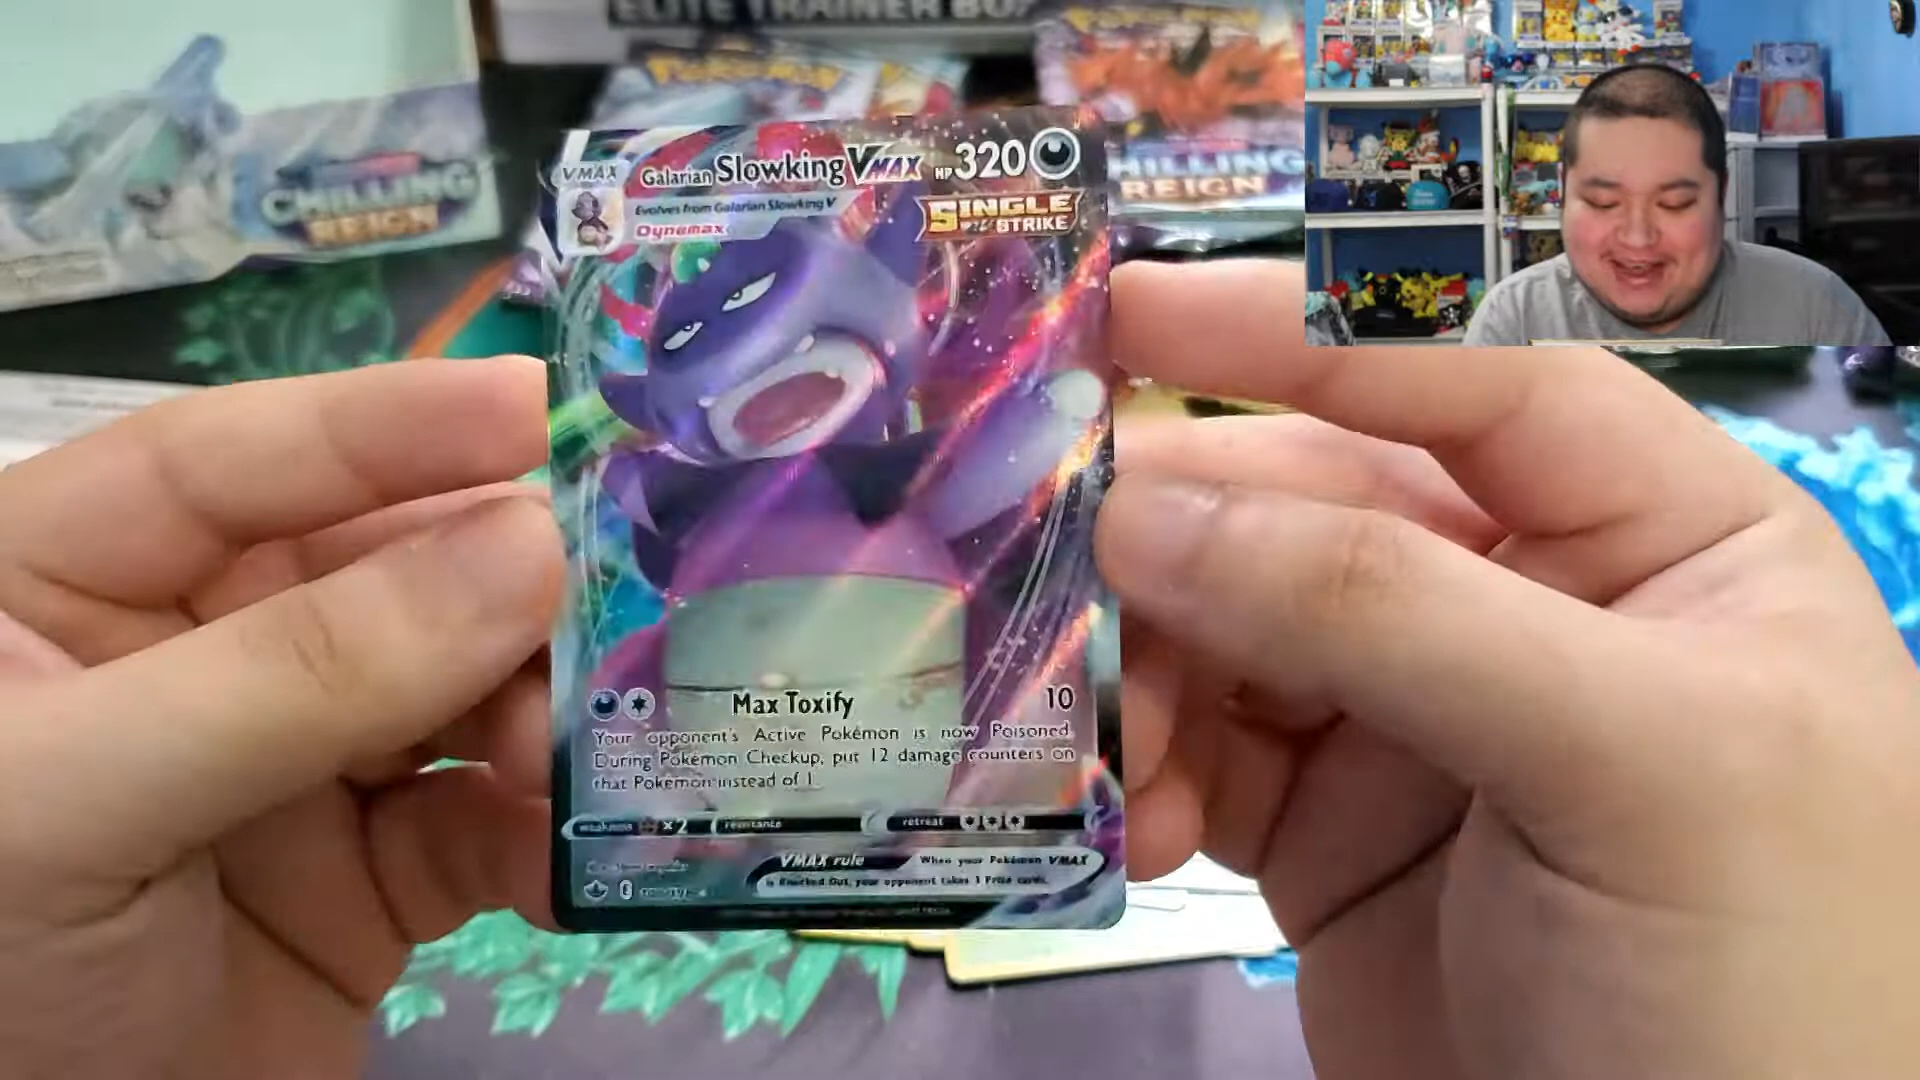 ELITE TRAINER BOX
Pokémon
CHILLING
REIGN
CHILLING
REIGN
VMAX
Galarian Slowking VMAX HP 320
Evolves from Galarian Slowking V
Dynamax
SINGLE
STRIKE
Max Toxify 10
Your opponent's Active Pokémon is now Poisoned.
During Pokémon Checkup, put 12 damage counters on
that Pokémon instead of 1.
weakness x2 resistance retreat
VMAX rule When your Pokémon VMAX
is Knocked Out, your opponent takes 3 Prize cards.
E